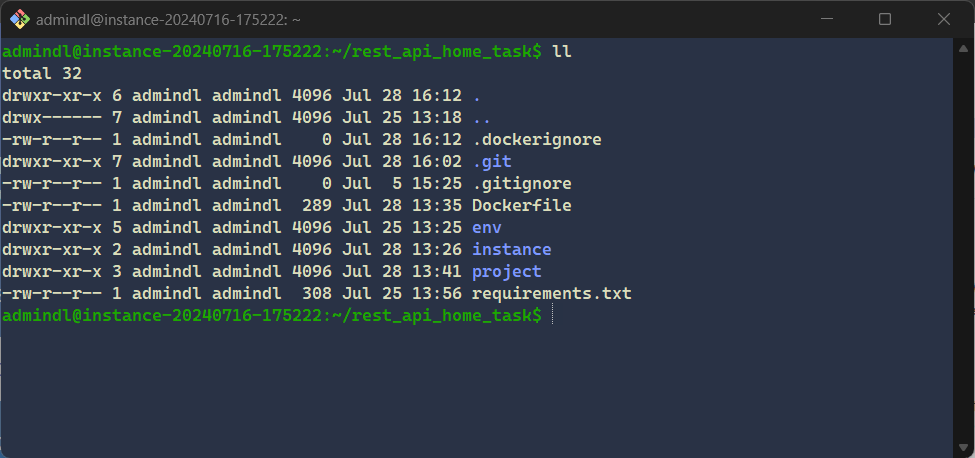 admindl@instance-20240716-175222: ~
admindl@instance-20240716-175222:~/rest_api_home_task$ ll
total 32
drwxr-xr-x 6 admindl admindl 4096 Jul 28 16:12 .
drwx------ 7 admindl admindl 4096 Jul 25 13:18 ..
-rw-r--r-- 1 admindl admindl    0 Jul 28 16:12 .dockerignore
drwxr-xr-x 7 admindl admindl 4096 Jul 28 16:02 .git
-rw-r--r-- 1 admindl admindl    0 Jul  5 15:25 .gitignore
-rw-r--r-- 1 admindl admindl  289 Jul 28 13:35 Dockerfile
drwxr-xr-x 5 admindl admindl 4096 Jul 25 13:25 env
drwxr-xr-x 2 admindl admindl 4096 Jul 28 13:26 instance
drwxr-xr-x 3 admindl admindl 4096 Jul 28 13:41 project
-rw-r--r-- 1 admindl admindl  308 Jul 25 13:56 requirements.txt
admindl@instance-20240716-175222:~/rest_api_home_task$